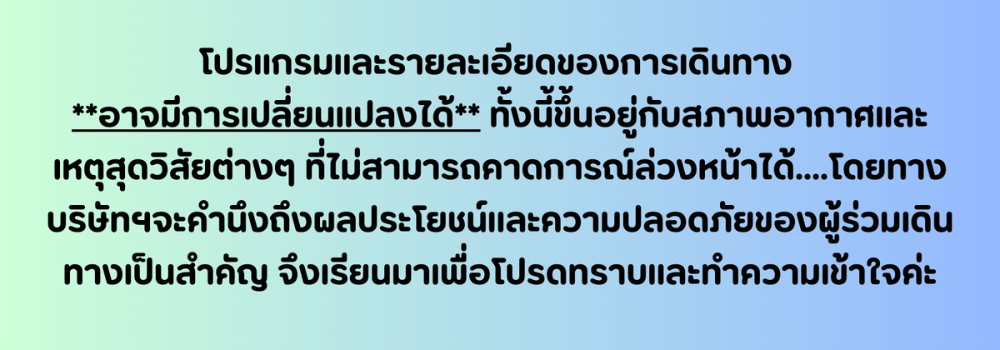 โปรแกรมและรายละเอียดของการเดินทาง
**อาจมีการเปลี่ยนแปลงได้** ทั้งนี้ขึ้นอยู่กับสภาพอากาศและ
เหตุสุดวิสัยต่างๆ ที่ไม่สามารถคาดการณ์ล่วงหน้าได้....โดยทาง
บริษัทฯจะคำนึงถึงผลประโยชน์และความปลอดภัยของผู้ร่วมเดิน
ทางเป็นสำคัญ จึงเรียนมาเพื่อโปรดทราบและทำความเข้าใจค่ะ